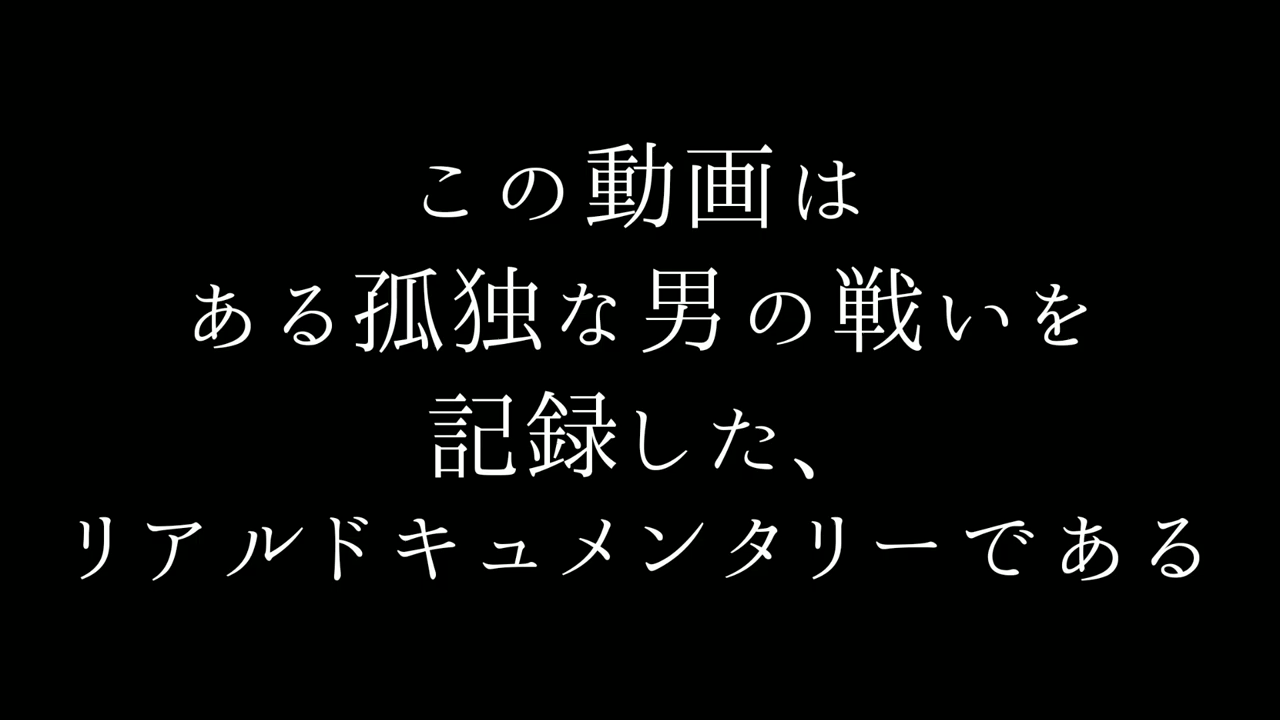 この動画は
ある孤独な男の戦いを
記録した、
リアルドキュメンタリーである